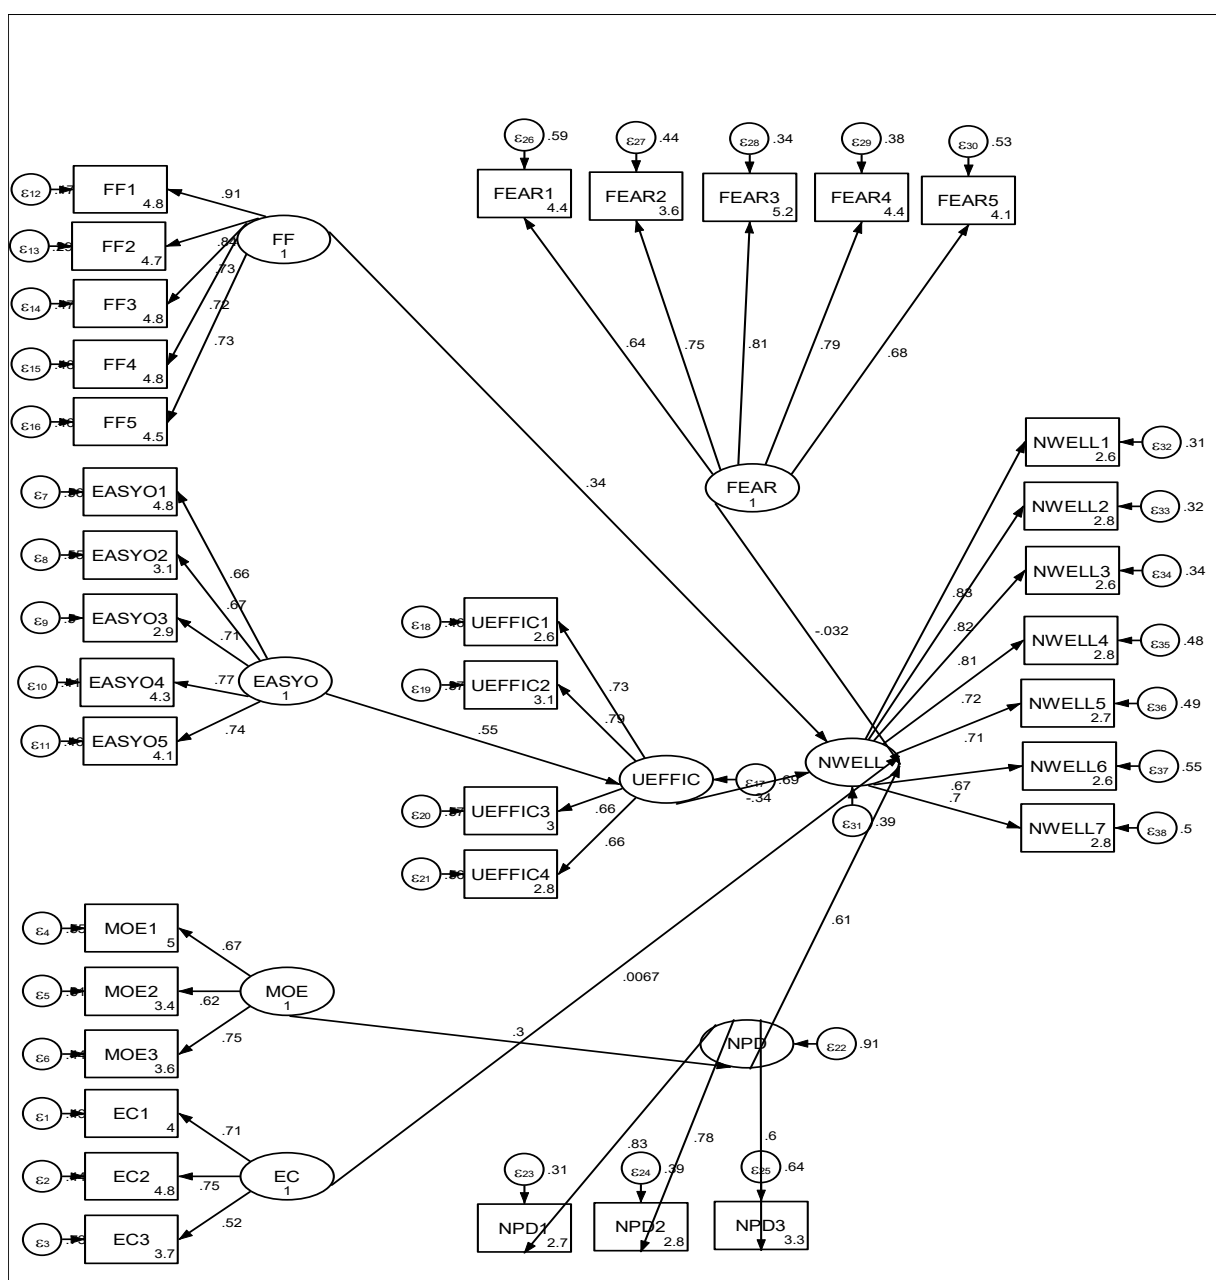 ε26 .59
ε27 .44
ε28 .34
ε29 .38
ε30 .53
FEAR1 4.4
FEAR2 3.6
FEAR3 5.2
FEAR4 4.4
FEAR5 4.1
.64
.75
.81
.79
.68
FEAR 1
ε12
FF1 4.8
ε13
FF2 4.7
ε14
FF3 4.8
ε15
FF4 4.8
ε16
FF5 4.5
.91
.84
.73
.72
.73
FF 1
.34
ε7
EASYO1 4.8
ε8
EASYO2 3.1
ε9
EASYO3 2.9
ε10
EASYO4 4.3
ε11
EASYO5 4.1
.66
.67
.71
.77
.74
EASYO 1
.55
ε18
UEFFIC1 2.6
ε19
UEFFIC2 3.1
ε20
UEFFIC3 3
ε21
UEFFIC4 2.8
.73
.79
.66
.66
UEFFIC
ε17 .69
-.34
-.032
NWELL
ε31 .39
NWELL1 2.6
ε32 .31
NWELL2 2.8
ε33 .32
NWELL3 2.6
ε34 .34
NWELL4 2.8
ε35 .48
NWELL5 2.7
ε36 .49
NWELL6 2.6
ε37 .55
NWELL7 2.8
ε38 .5
.82
.81
.72
.71
.67
.7
.61
ε4
MOE1 5
ε5
MOE2 3.4
ε6
MOE3 3.6
.67
.62
.75
MOE 1
.3
.0067
ε1
EC1 4
ε2
EC2 4.8
ε3
EC3 3.7
.71
.75
.52
EC 1
NPD
ε22 .91
.83
.78
.6
ε23 .31
ε24 .39
ε25 .64
NPD1 2.7
NPD2 2.8
NPD3 3.3